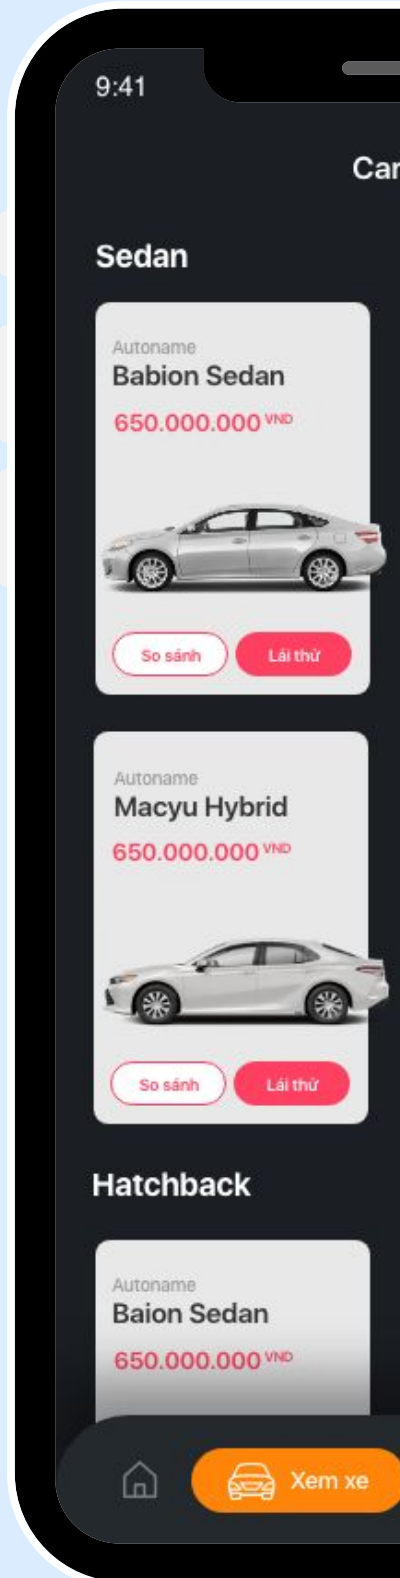 9:41
Car
Sedan
Autoname
Babion Sedan
650.000.000 VND
So sánh
Lái thử
Autoname
Macyu Hybrid
650.000.000 VND
So sánh
Lái thử
Hatchback
Autoname
Baion Sedan
650.000.000 VND
Xem xe